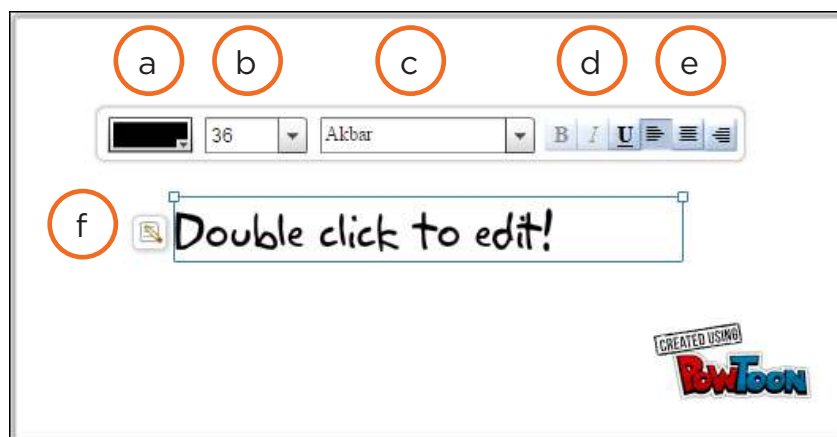 a b c d e
36 Akbar B I U
f
Double click to edit!
CREATED USING
POWTOON